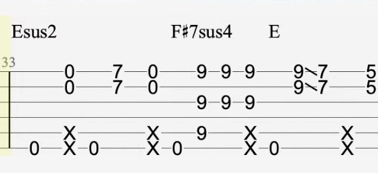 Esus2 F#7sus4 E
33
0 7 0 9 9 9 9\7 5
0 7 0 9\7 5
9 9 9
X X 9 X X
0 X 0 X 0 X 0 X